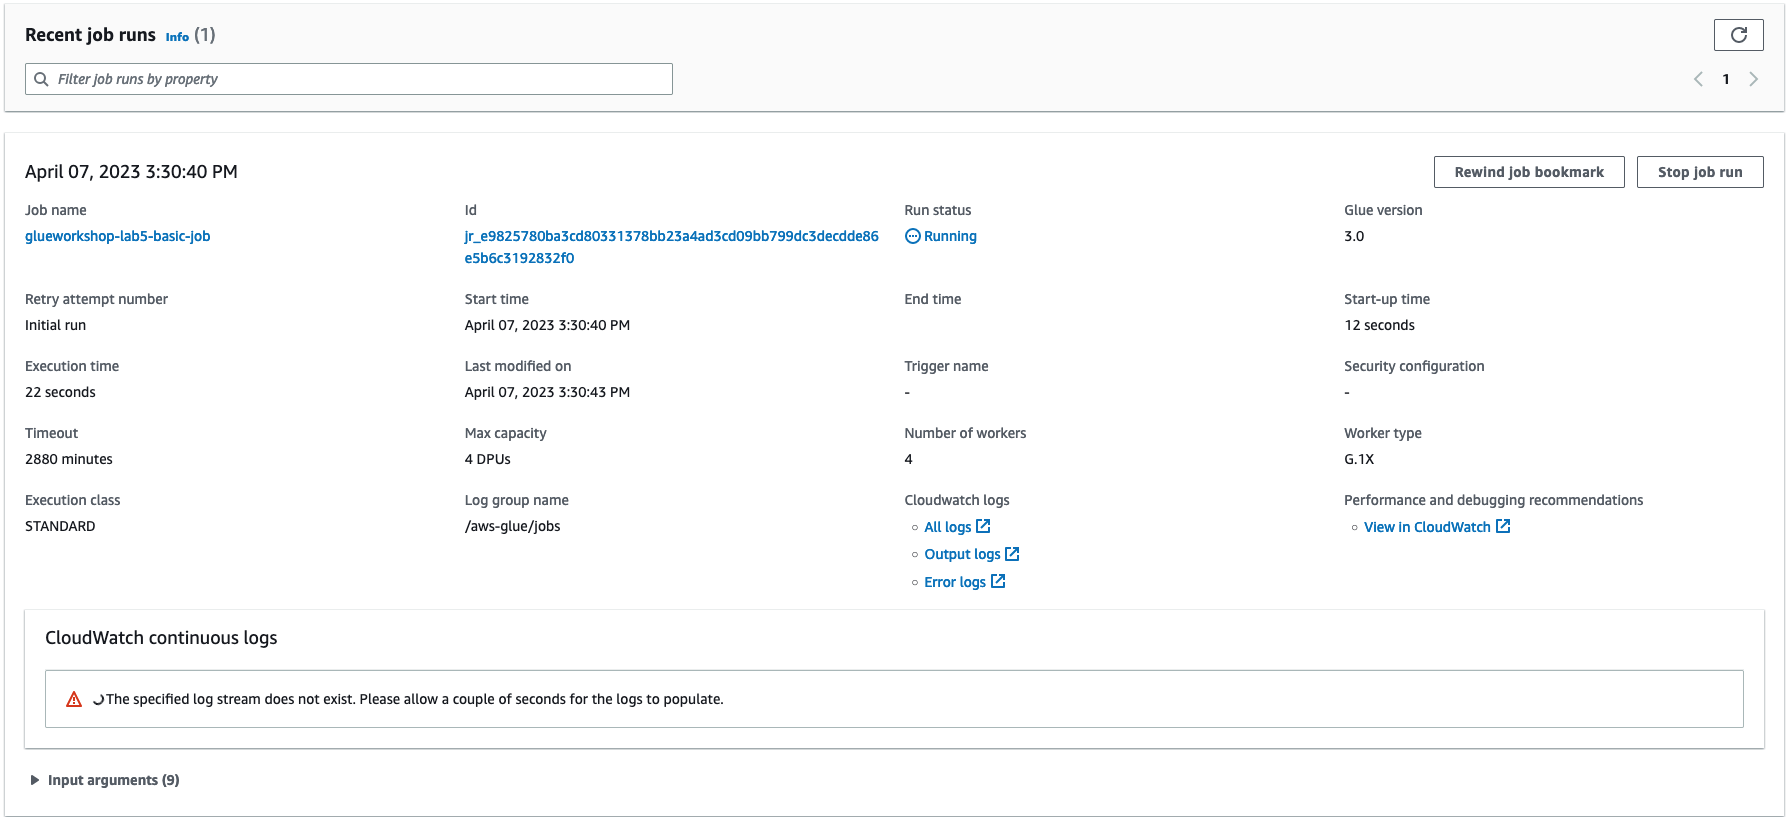 Recent job runs Info (1)
Filter job runs by property
1
April 07, 2023 3:30:40 PM
Rewind job bookmark
Stop job run
Job name
glueworkshop-lab5-basic-job
Id
jr_e9825780ba3cd80331378bb23a4ad3cd09bb799dc3decdde86
e5b6c3192832f0
Run status
Running
Glue version
3.0
Retry attempt number
Initial run
Start time
April 07, 2023 3:30:40 PM
End time
Start-up time
12 seconds
Execution time
22 seconds
Last modified on
April 07, 2023 3:30:43 PM
Trigger name
-
Security configuration
-
Timeout
2880 minutes
Max capacity
4 DPUs
Number of workers
4
Worker type
G.1X
Execution class
STANDARD
Log group name
/aws-glue/jobs
Cloudwatch logs
All logs
Output logs
Error logs
Performance and debugging recommendations
View in CloudWatch
CloudWatch continuous logs
The specified log stream does not exist. Please allow a couple of seconds for the logs to populate.
Input arguments (9)